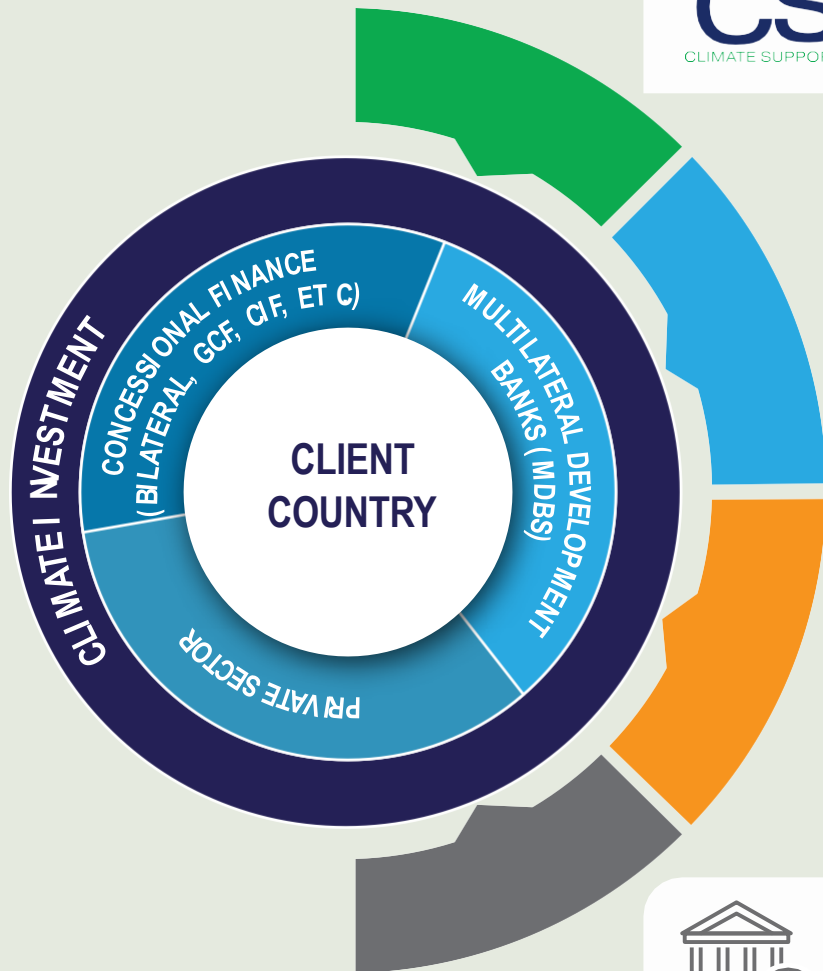 CS
CLIMATE SUPPOR
CLIMATE INVESTMENT
CONCESSIONAL FINANCE
(BILATERAL, GCF, CIF, ETC)
MULTILATERAL DEVELOPMENT
BANKS (MDBS)
CLIENT
COUNTRY
PRIVATE SECTOR